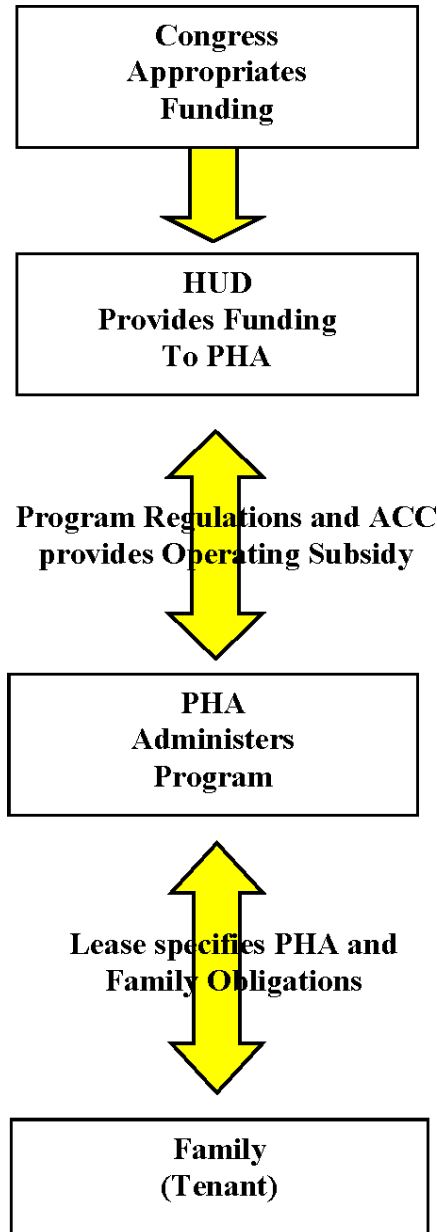 Congress
Appropriates
Funding
HUD
Provides Funding
To PHA
Program Regulations and ACC
provides Operating Subsidy
PHA
Administers
Program
Lease specifies PHA and
Family Obligations
Family
(Tenant)